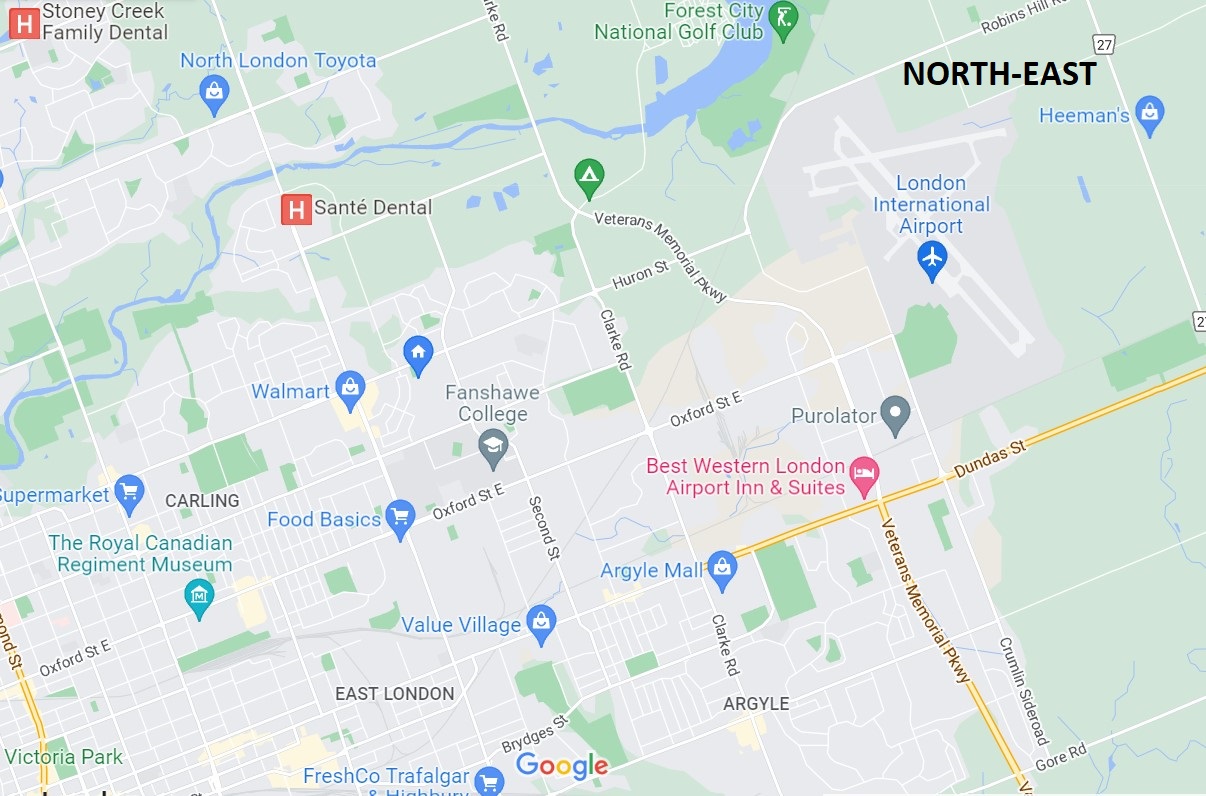 Stoney Creek
Family Dental
rke Rd
Forest City
National Golf Club
Robins Hill R
27
NORTH-EAST
North London Toyota
Heeman's
London
International
Airport
H
Santé Dental
H
Veterans Memorial Pkwy
Huron St
Clarke Rd
27
Walmart
Fanshawe
College
Oxford St E
Purolator
Best Western London
Airport Inn & Suites
Dundas St
Supermarket
CARLING
Oxford St E
Food Basics
Second St
The Royal Canadian
Regiment Museum
M
Argyle Mall
Veterans Memorial Pkwy
Value Village
Clarke Rd
Oxford St E
mond St
Crumlin Sideroad
EAST LONDON
ARGYLE
Brydges St
Gore Rd
Victoria Park
Google
FreshCo Trafalgar
& Highbury
Va